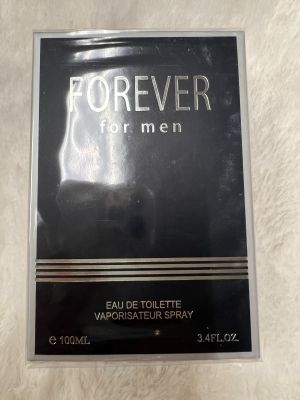 FOREVER
for men
EAU DE TOILETTE
VAPORISATEUR SPRAY
℮ 100ML 3.4FL.OZ